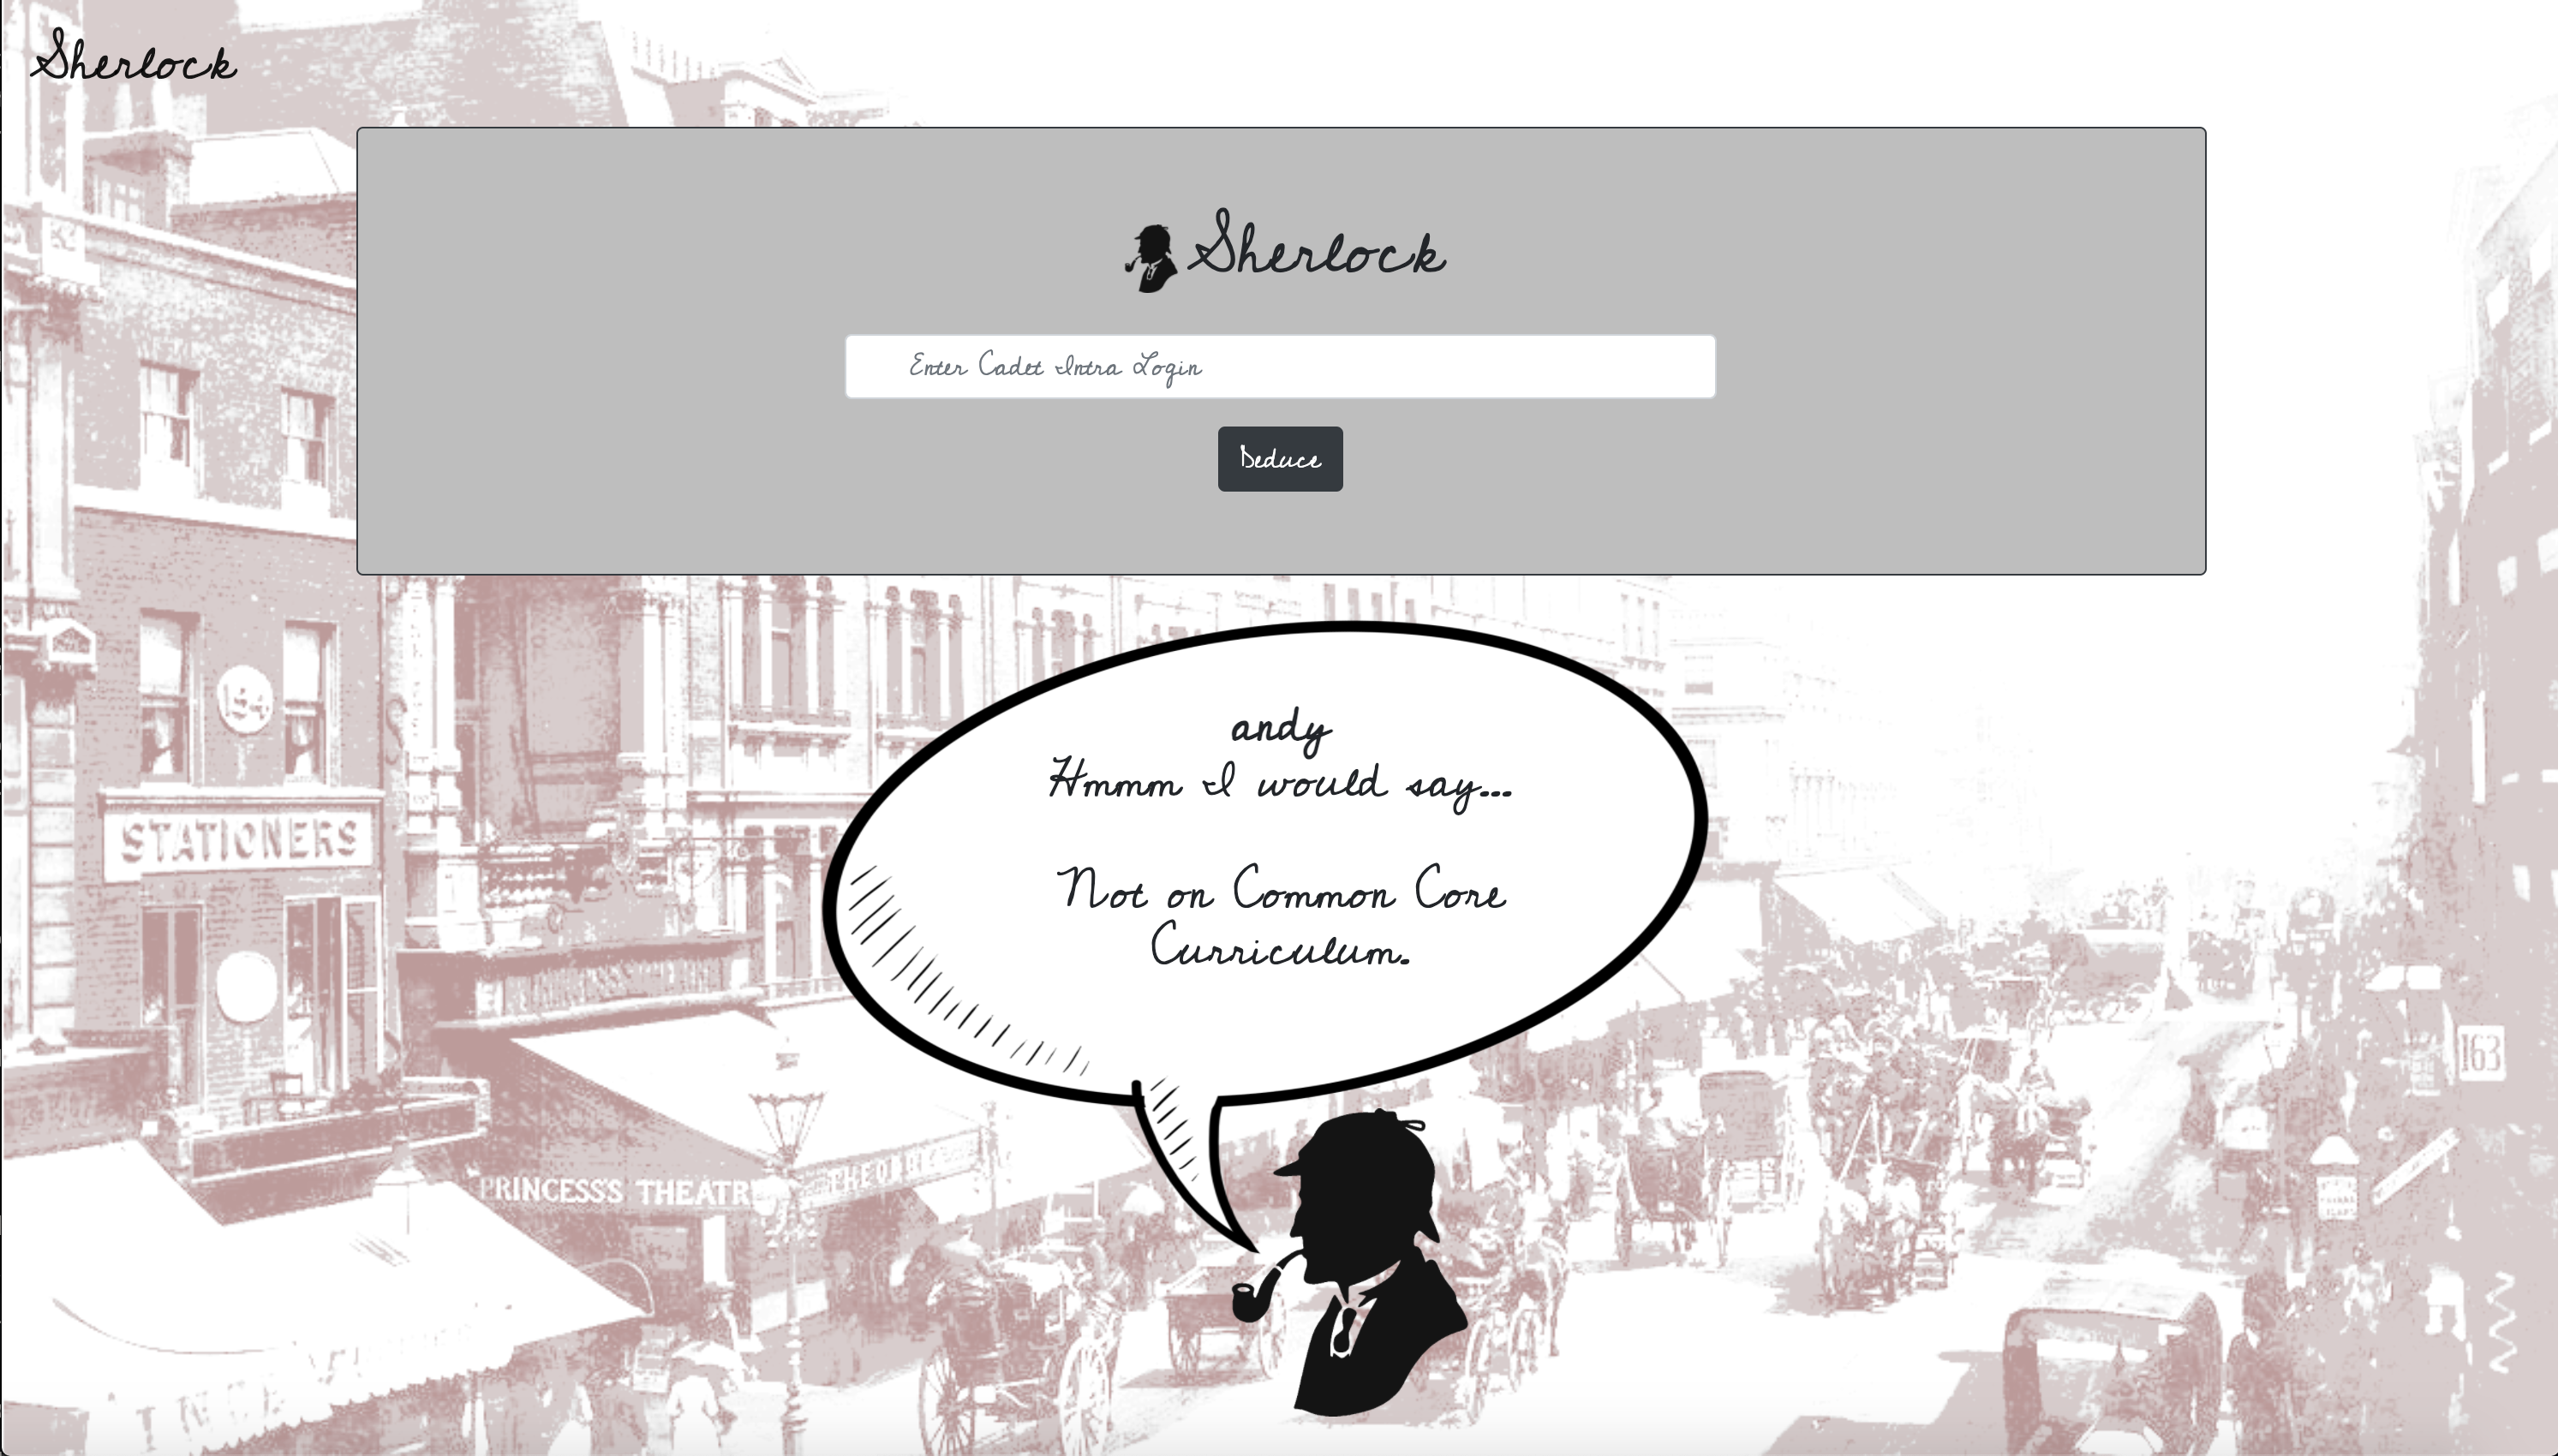 Sherlock
Sherlock
Enter Cadet Intra Login
Deduce
andy
Hmmm I would say...
Not on Common Core
Curriculum.
154
STATIONERS
PRINCESS'S THEATR
163